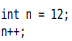 int n = 12;
n++;